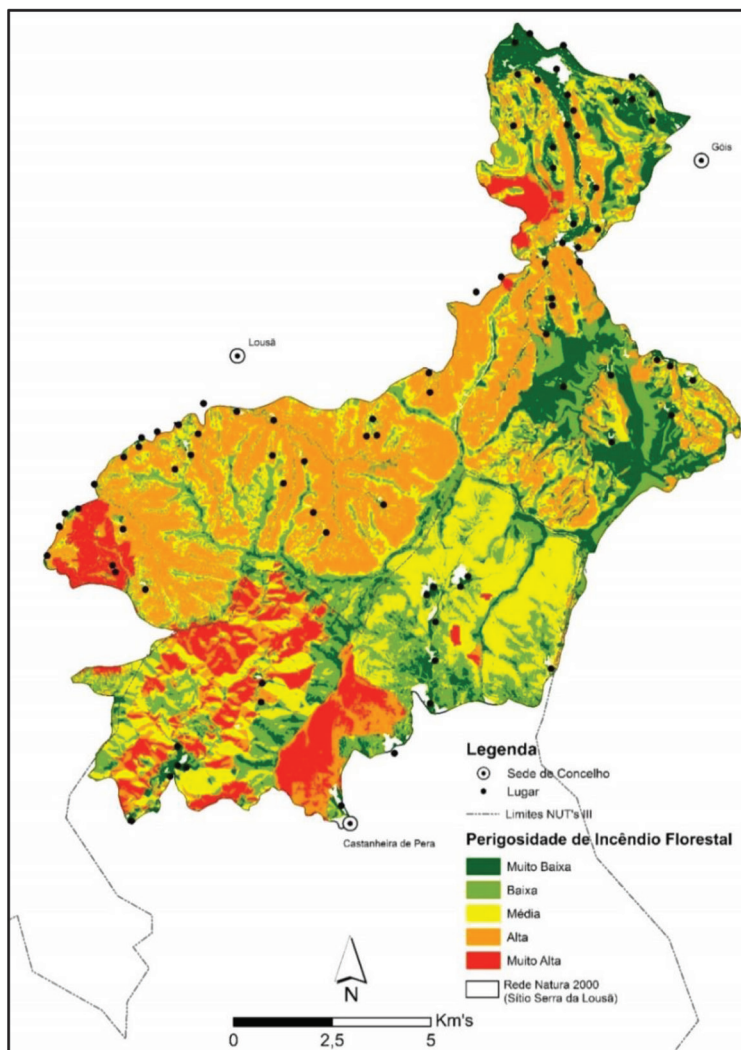 Góis
Lousã
Castanheira de Pera
Legenda
Sede de Concelho
Lugar
Limites NUT's III
Perigosidade de Incêndio Florestal
Muito Baixa
Baixa
Média
Alta
Muito Alta
Rede Natura 2000
(Sítio Serra da Lousã)
N
Km's
0 2,5 5